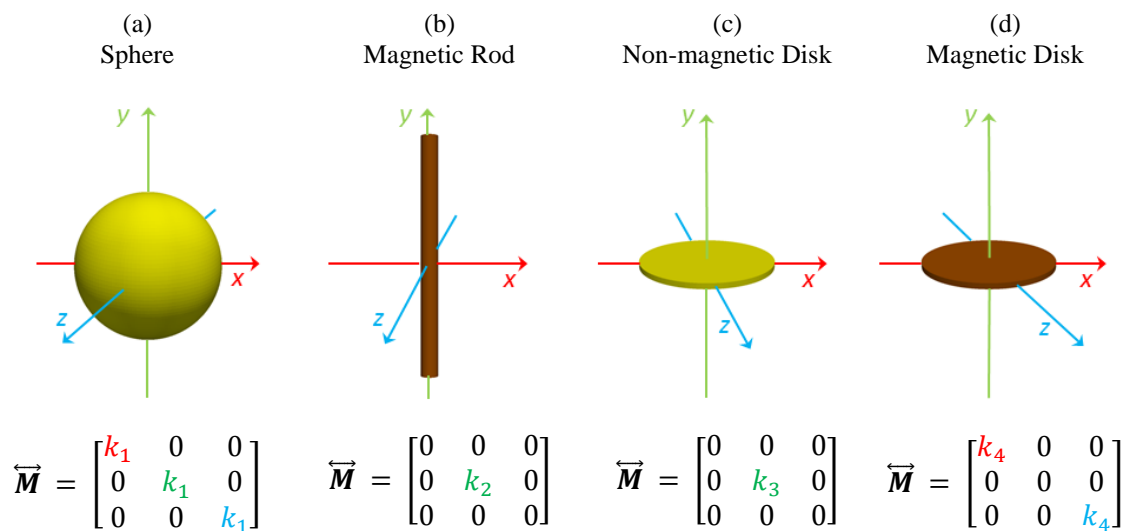 (a)
Sphere
(b)
Magnetic Rod
(c)
Non-magnetic Disk
(d)
Magnetic Disk
y
x
z
y
x
z
y
x
z
y
x
z
M⃡ = [k₁ 0 0
0 k₁ 0
0 0 k₁]
M⃡ = [0 0 0
0 k₂ 0
0 0 0]
M⃡ = [0 0 0
0 k₃ 0
0 0 0]
M⃡ = [k₄ 0 0
0 0 0
0 0 k₄]